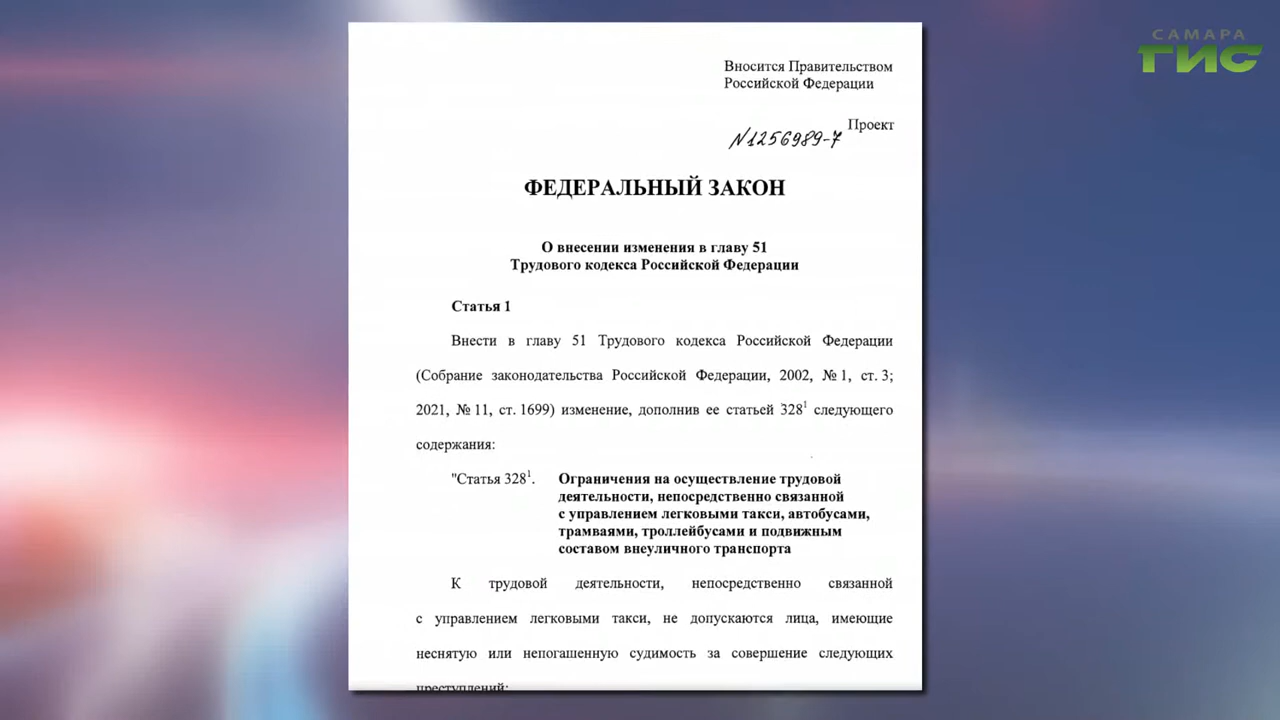 САМАРА
ГИС
Вносится Правительством
Российской Федерации
Проект
N1256989-7
ФЕДЕРАЛЬНЫЙ ЗАКОН
О внесении изменения в главу 51
Трудового кодекса Российской Федерации
Статья 1
Внести в главу 51 Трудового кодекса Российской Федерации
(Собрание законодательства Российской Федерации, 2002, № 1, ст. 3;
2021, № 11, ст. 1699) изменение, дополнив ее статьей 328¹ следующего
содержания:
"Статья 328¹. Ограничения на осуществление трудовой
деятельности, непосредственно связанной
с управлением легковыми такси, автобусами,
трамваями, троллейбусами и подвижным
составом внеуличного транспорта
К трудовой деятельности, непосредственно связанной
с управлением легковыми такси, не допускаются лица, имеющие
неснятую или непогашенную судимость за совершение следующих
преступлений: